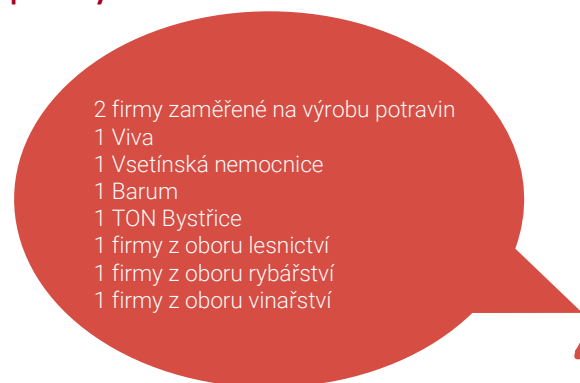 2 firmy zaměřené na výrobu potravin
1 Viva
1 Vsetínská nemocnice
1 Barum
1 TON Bystřice
1 firmy z oboru lesnictví
1 firmy z oboru rybářství
1 firmy z oboru vinařství